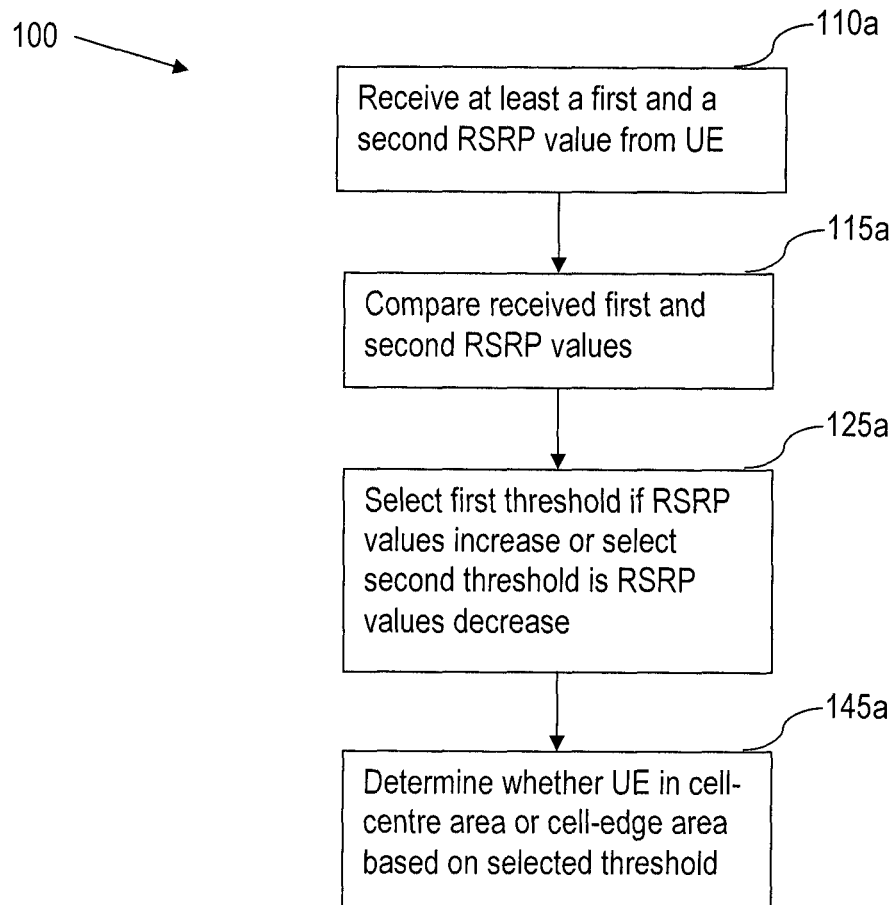 100
110a
Receive at least a first and a
second RSRP value from UE
115a
Compare received first and
second RSRP values
125a
Select first threshold if RSRP
values increase or select
second threshold is RSRP
values decrease
145a
Determine whether UE in cell-
centre area or cell-edge area
based on selected threshold